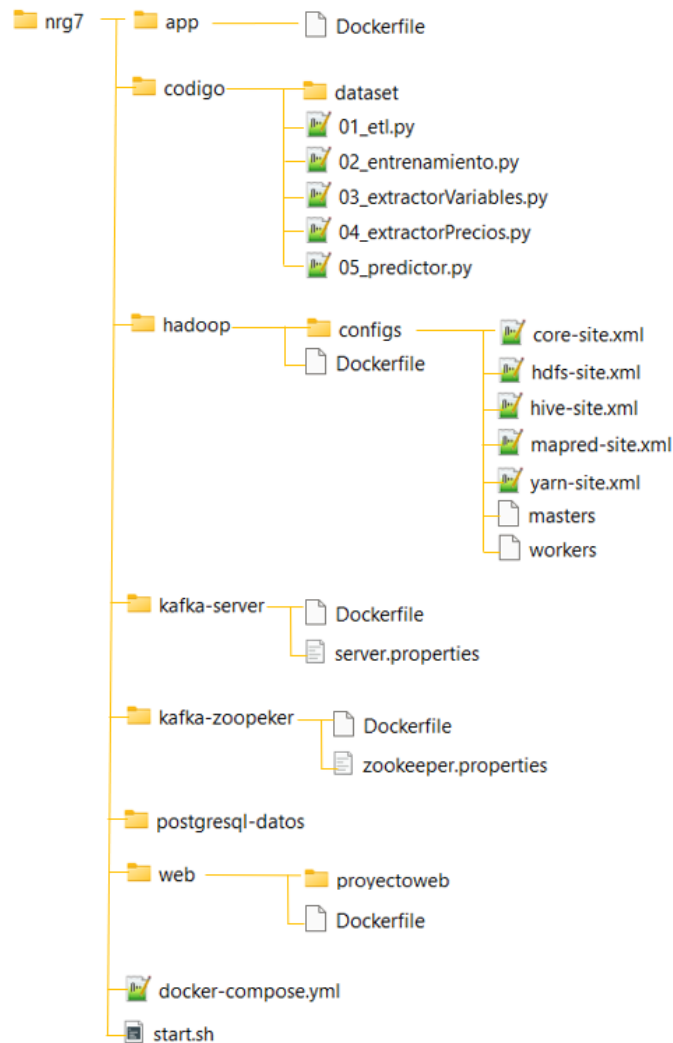 nrg7
app
Dockerfile
codigo
dataset
01_etl.py
02_entrenamiento.py
03_extractorVariables.py
04_extractorPrecios.py
05_predictor.py
hadoop
configs
core-site.xml
hdfs-site.xml
hive-site.xml
mapred-site.xml
yarn-site.xml
masters
workers
Dockerfile
kafka-server
Dockerfile
server.properties
kafka-zoopeker
Dockerfile
zookeeper.properties
postgresql-datos
web
proyectoweb
Dockerfile
docker-compose.yml
start.sh